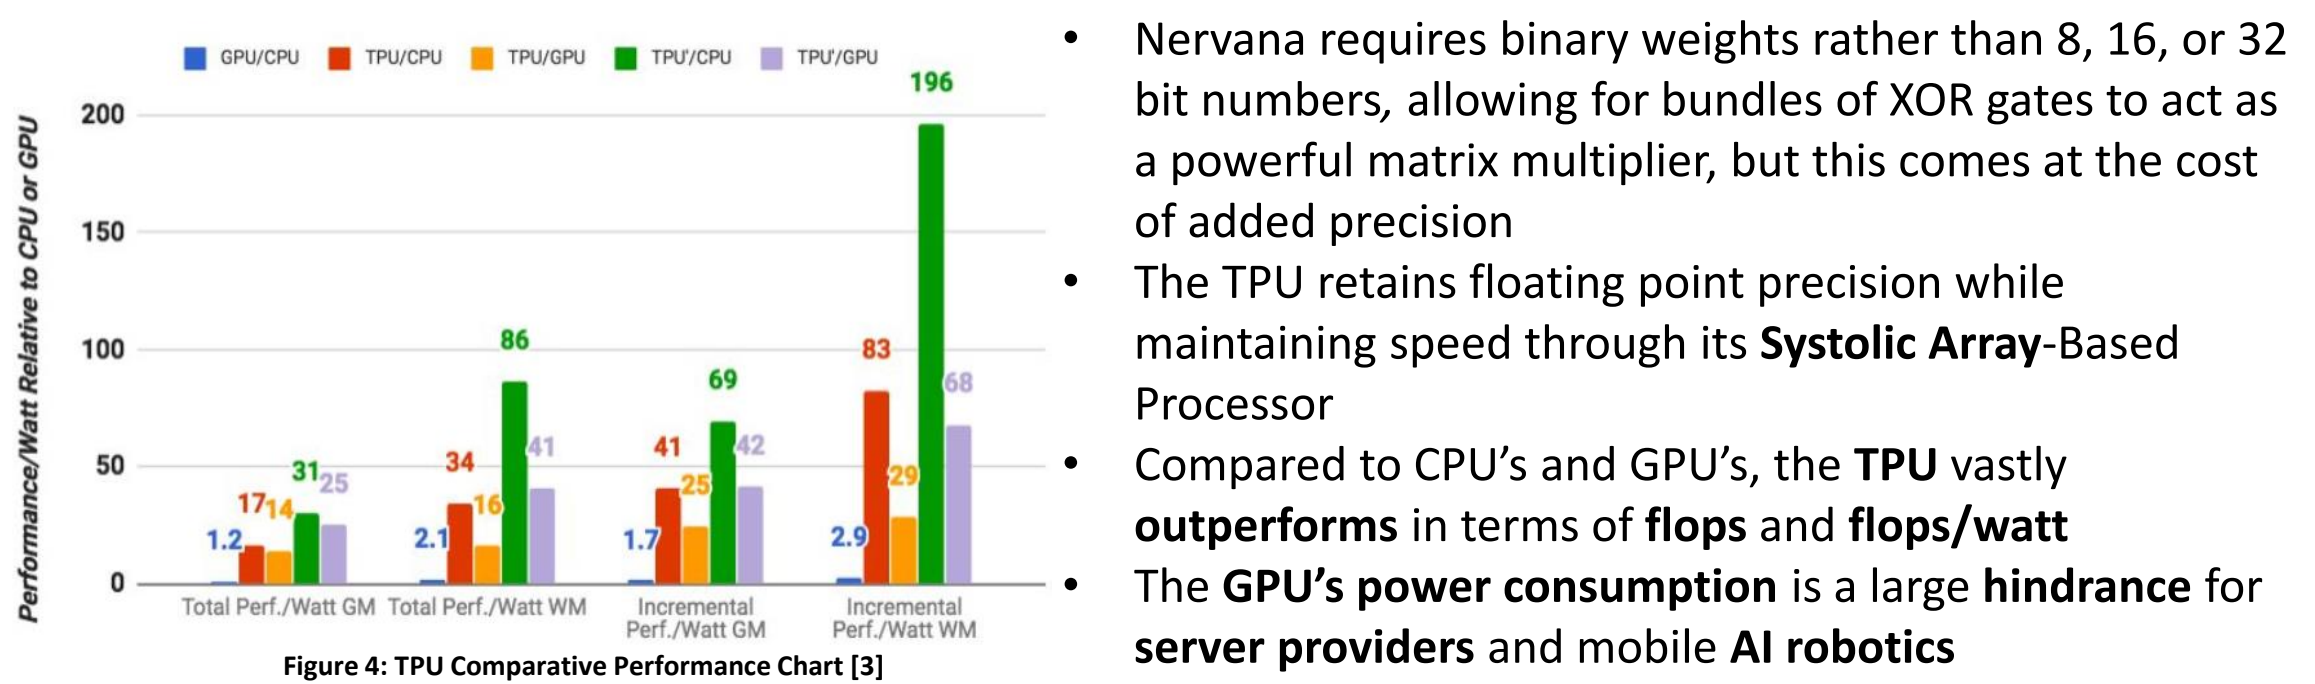 GPU/CPU TPU/CPU TPU/GPU TPU'/CPU TPU'/GPU
Performance/Watt Relative to CPU or GPU
200
150
100
50
0
1.2 17 14 31 25
2.1 34 16 86 41
1.7 41 25 69 42
2.9 83 29 196 68
Total Perf./Watt GM
Total Perf./Watt WM
Incremental
Perf./Watt GM
Incremental
Perf./Watt WM
Figure 4: TPU Comparative Performance Chart [3]
• Nervana requires binary weights rather than 8, 16, or 32
bit numbers, allowing for bundles of XOR gates to act as
a powerful matrix multiplier, but this comes at the cost
of added precision
• The TPU retains floating point precision while
maintaining speed through its Systolic Array-Based
Processor
• Compared to CPU’s and GPU’s, the TPU vastly
outperforms in terms of flops and flops/watt
• The GPU’s power consumption is a large hindrance for
server providers and mobile AI robotics